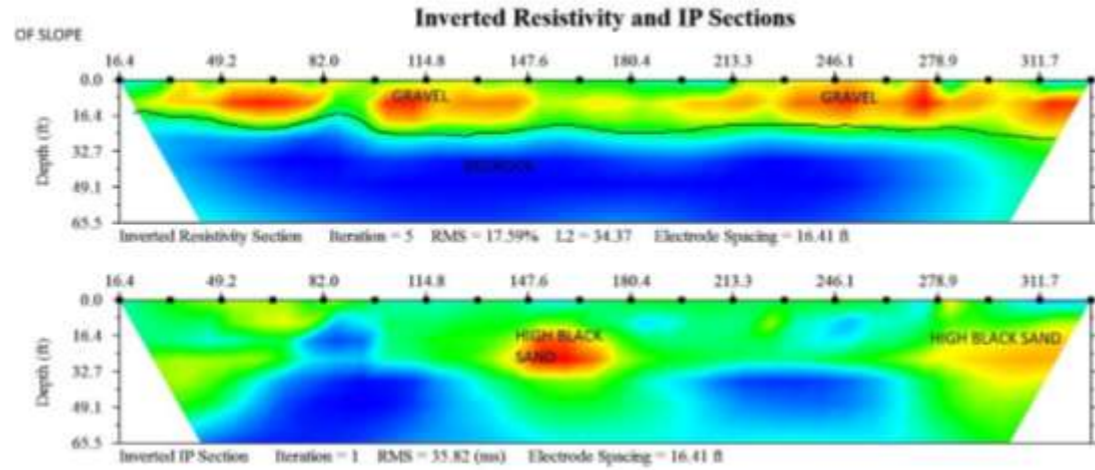 Inverted Resistivity and IP Sections
OF SLOPE
16.4 49.2 82.0 114.8 147.6 180.4 213.3 246.1 278.9 311.7
0.0
GRAVEL GRAVEL
16.4
Depth (ft)
32.7
BEDROCK
49.1
65.5
Inverted Resistivity Section Iteration = 5 RMS = 17.59% L2 = 34.37 Electrode Spacing = 16.41 ft
16.4 49.2 82.0 114.8 147.6 180.4 213.3 246.1 278.9 311.7
0.0
16.4
HIGH BLACK HIGH BLACK SAND
SAND
Depth (ft)
32.7
49.1
65.5
Inverted IP Section Iteration = 1 RMS = 35.82 (ms) Electrode Spacing = 16.41 ft